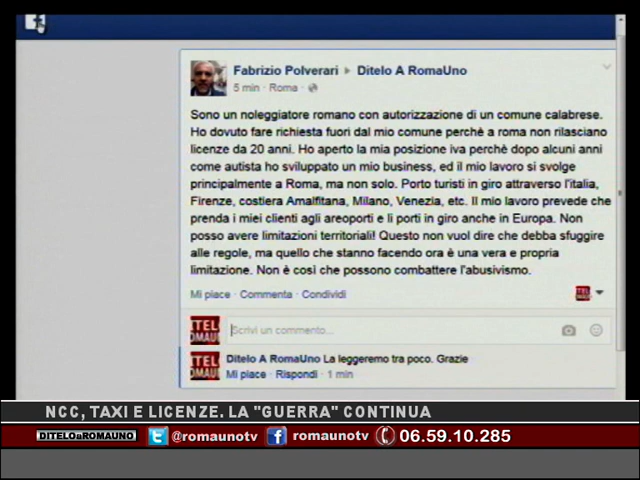 Fabrizio Polverari ▸ Ditelo A RomaUno
5 min · Roma ·
Sono un noleggiatore romano con autorizzazione di un comune calabrese.
Ho dovuto fare richiesta fuori dal mio comune perchè a roma non rilasciano
licenze da 20 anni. Ho aperto la mia posizione iva perchè dopo alcuni anni
come autista ho sviluppato un mio business, ed il mio lavoro si svolge
principalmente a Roma, ma non solo. Porto turisti in giro attraverso l'italia,
Firenze, costiera Amalfitana, Milano, Venezia, etc. Il mio lavoro prevede che
prenda i miei clienti agli areoporti e li porti in giro anche in Europa. Non
posso avere limitazioni territoriali! Questo non vuol dire che debba sfuggire
alle regole, ma quello che stanno facendo ora è una vera e propria
limitazione. Non è così che possono combattere l'abusivismo.
Mi piace · Commenta · Condividi
Scrivi un commento...
Ditelo A RomaUno La leggeremo tra poco. Grazie
Mi piace · Rispondi · 1 min
NCC, TAXI E LICENZE. LA "GUERRA" CONTINUA
DITELOaROMAUNO @romaunotv romaunotv 06.59.10.285